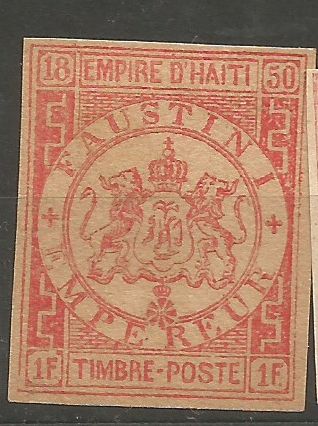 18 EMPIRE D'HAITI 50
FAUSTIN I
EMPEREUR
1F TIMBRE-POSTE 1F